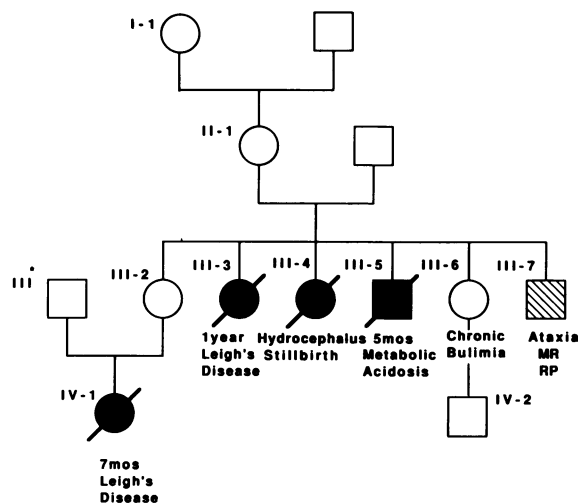 I-1
II-1
III-2 III-3 III-4 III-5 III-6 III-7
III*
1year Hydrocephalus 5mos Chronic Ataxia
Leigh's Stillbirth Metabolic Bulimia MR
Disease Acidosis RP
IV-1 IV-2
7mos
Leigh's
Disease